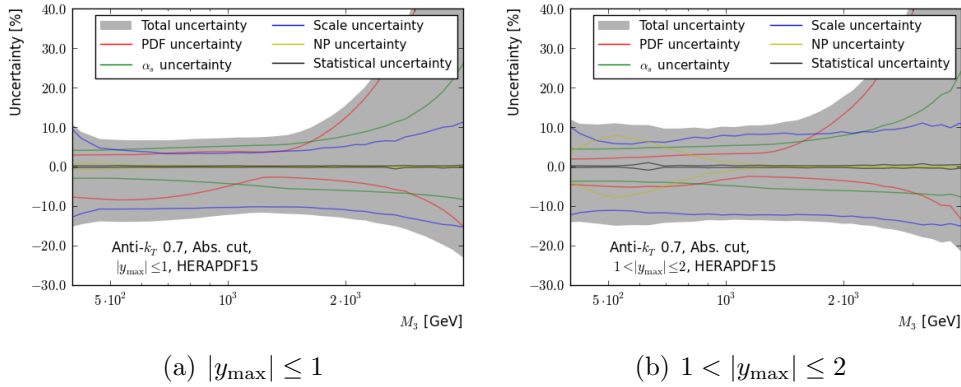 Uncertainty [%]
40.0
30.0
20.0
10.0
0.0
−10.0
−20.0
−30.0
Total uncertainty
PDF uncertainty
αs uncertainty
Scale uncertainty
NP uncertainty
Statistical uncertainty
Anti-kT 0.7, Abs. cut,
|ymax| ≤1, HERAPDF15
5·10²
10³
2·10³
M3 [GeV]
(a) |ymax| ≤ 1
Uncertainty [%]
40.0
30.0
20.0
10.0
0.0
−10.0
−20.0
−30.0
Total uncertainty
PDF uncertainty
αs uncertainty
Scale uncertainty
NP uncertainty
Statistical uncertainty
Anti-kT 0.7, Abs. cut,
1<|ymax| ≤2, HERAPDF15
5·10²
10³
2·10³
M3 [GeV]
(b) 1 < |ymax| ≤ 2